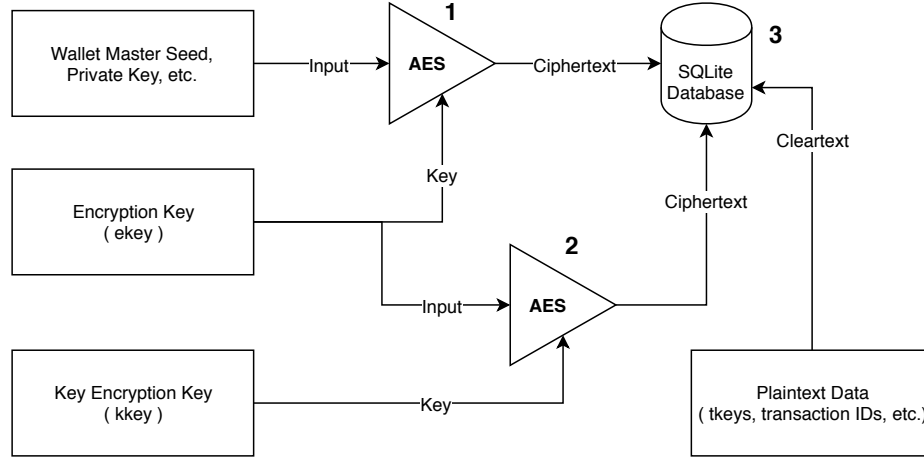 1
3
Wallet Master Seed,
Private Key, etc.
Input
AES
Ciphertext
SQLite
Database
Cleartext
Key
Encryption Key
( ekey )
Ciphertext
2
Input
AES
Key Encryption Key
( kkey )
Key
Plaintext Data
( tkeys, transaction IDs, etc.)